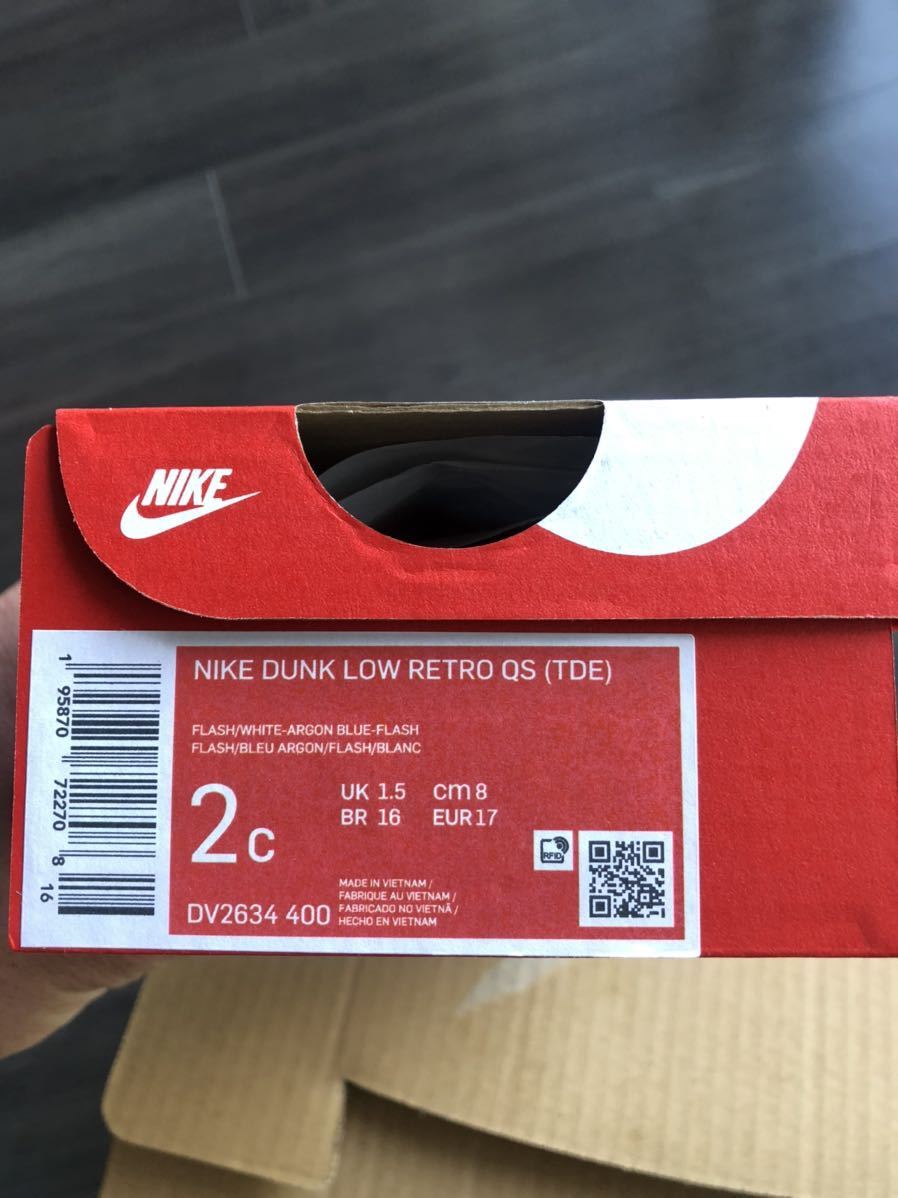 NIKE
NIKE DUNK LOW RETRO QS (TDE)
FLASH/WHITE-ARGON BLUE-FLASH
FLASH/BLEU ARGON/FLASH/BLANC
2C
UK 1.5 cm 8
BR 16 EUR 17
RFID
DV2634 400
MADE IN VIETNAM /
FABRIQUE AU VIETNAM /
FABRICADO NO VIETNÃ /
HECHO EN VIETNAM
1 95870 72270 8 16